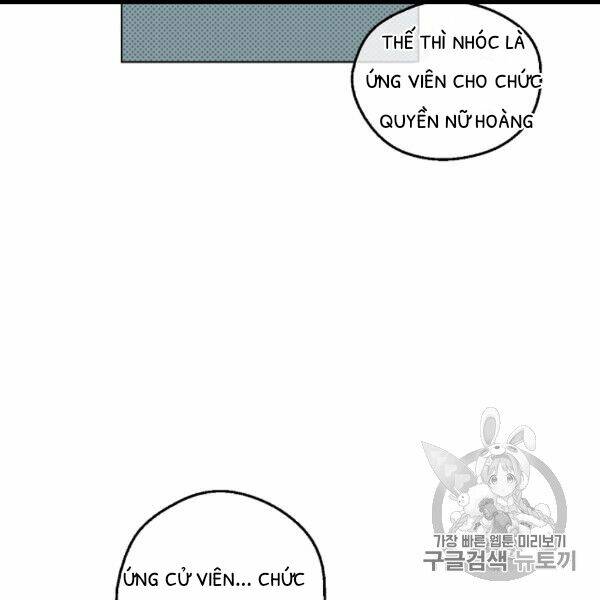 THẾ THÌ NHÓC LÀ
ỨNG VIÊN CHO CHỨC
QUYỀN NỮ HOÀNG
가장 빠른 웹툰 미리보기
구글검색 뉴토끼
ỨNG CỬ VIÊN... CHỨC